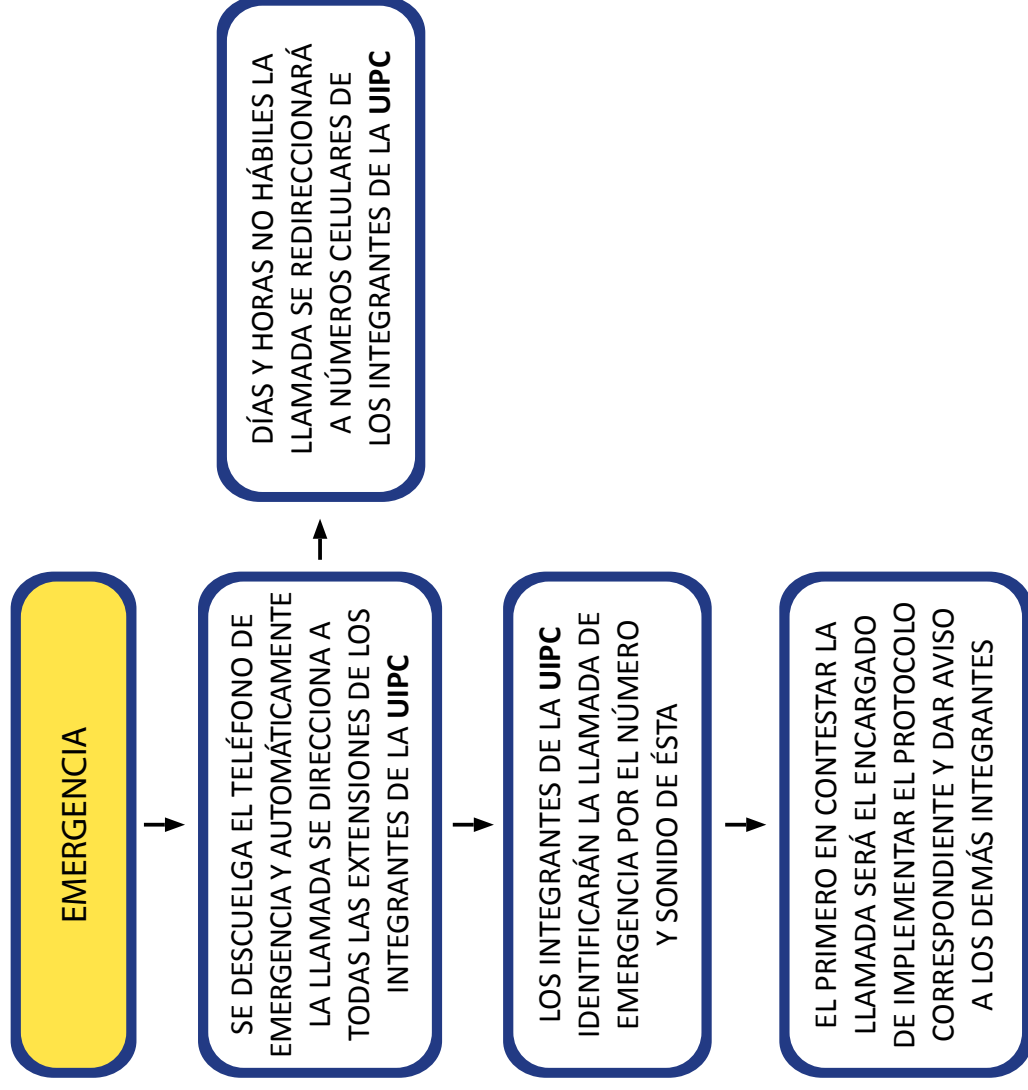 EMERGENCIA
SE DESCUELGA EL TELÉFONO DE
EMERGENCIA Y AUTOMÁTICAMENTE
LA LLAMADA SE DIRECCIONA A
TODAS LAS EXTENSIONES DE LOS
INTEGRANTES DE LA UIPC
DÍAS Y HORAS NO HÁBILES LA
LLAMADA SE REDIRECCIONARÁ
A NÚMEROS CELULARES DE
LOS INTEGRANTES DE LA UIPC
LOS INTEGRANTES DE LA UIPC
IDENTIFICARÁN LA LLAMADA DE
EMERGENCIA POR EL NÚMERO
Y SONIDO DE ÉSTA
EL PRIMERO EN CONTESTAR LA
LLAMADA SERÁ EL ENCARGADO
DE IMPLEMENTAR EL PROTOCOLO
CORRESPONDIENTE Y DAR AVISO
A LOS DEMÁS INTEGRANTES